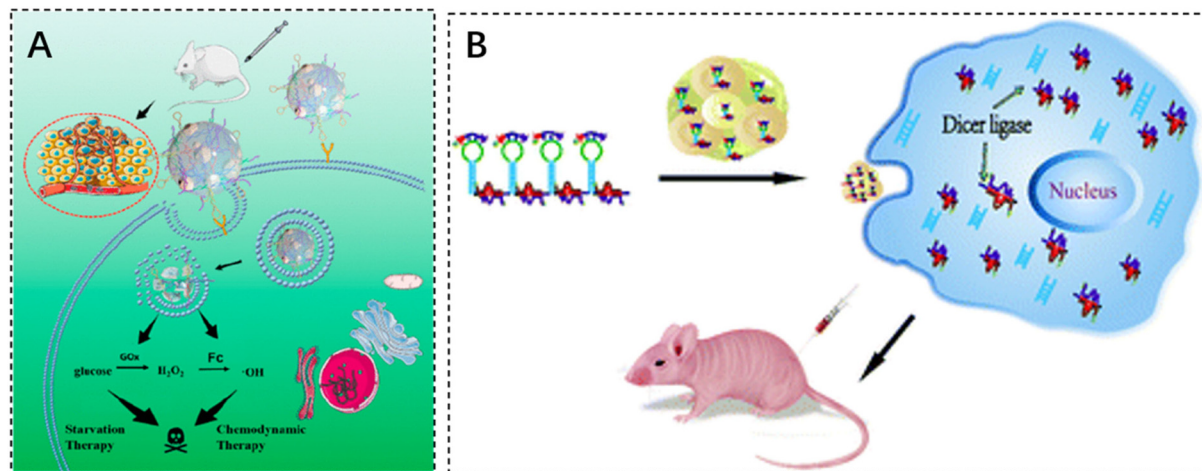 A
GOx
Fc
glucose
H₂O₂
·OH
Starvation
Therapy
Chemodynamic
Therapy
B
Dicer ligase
Nucleus